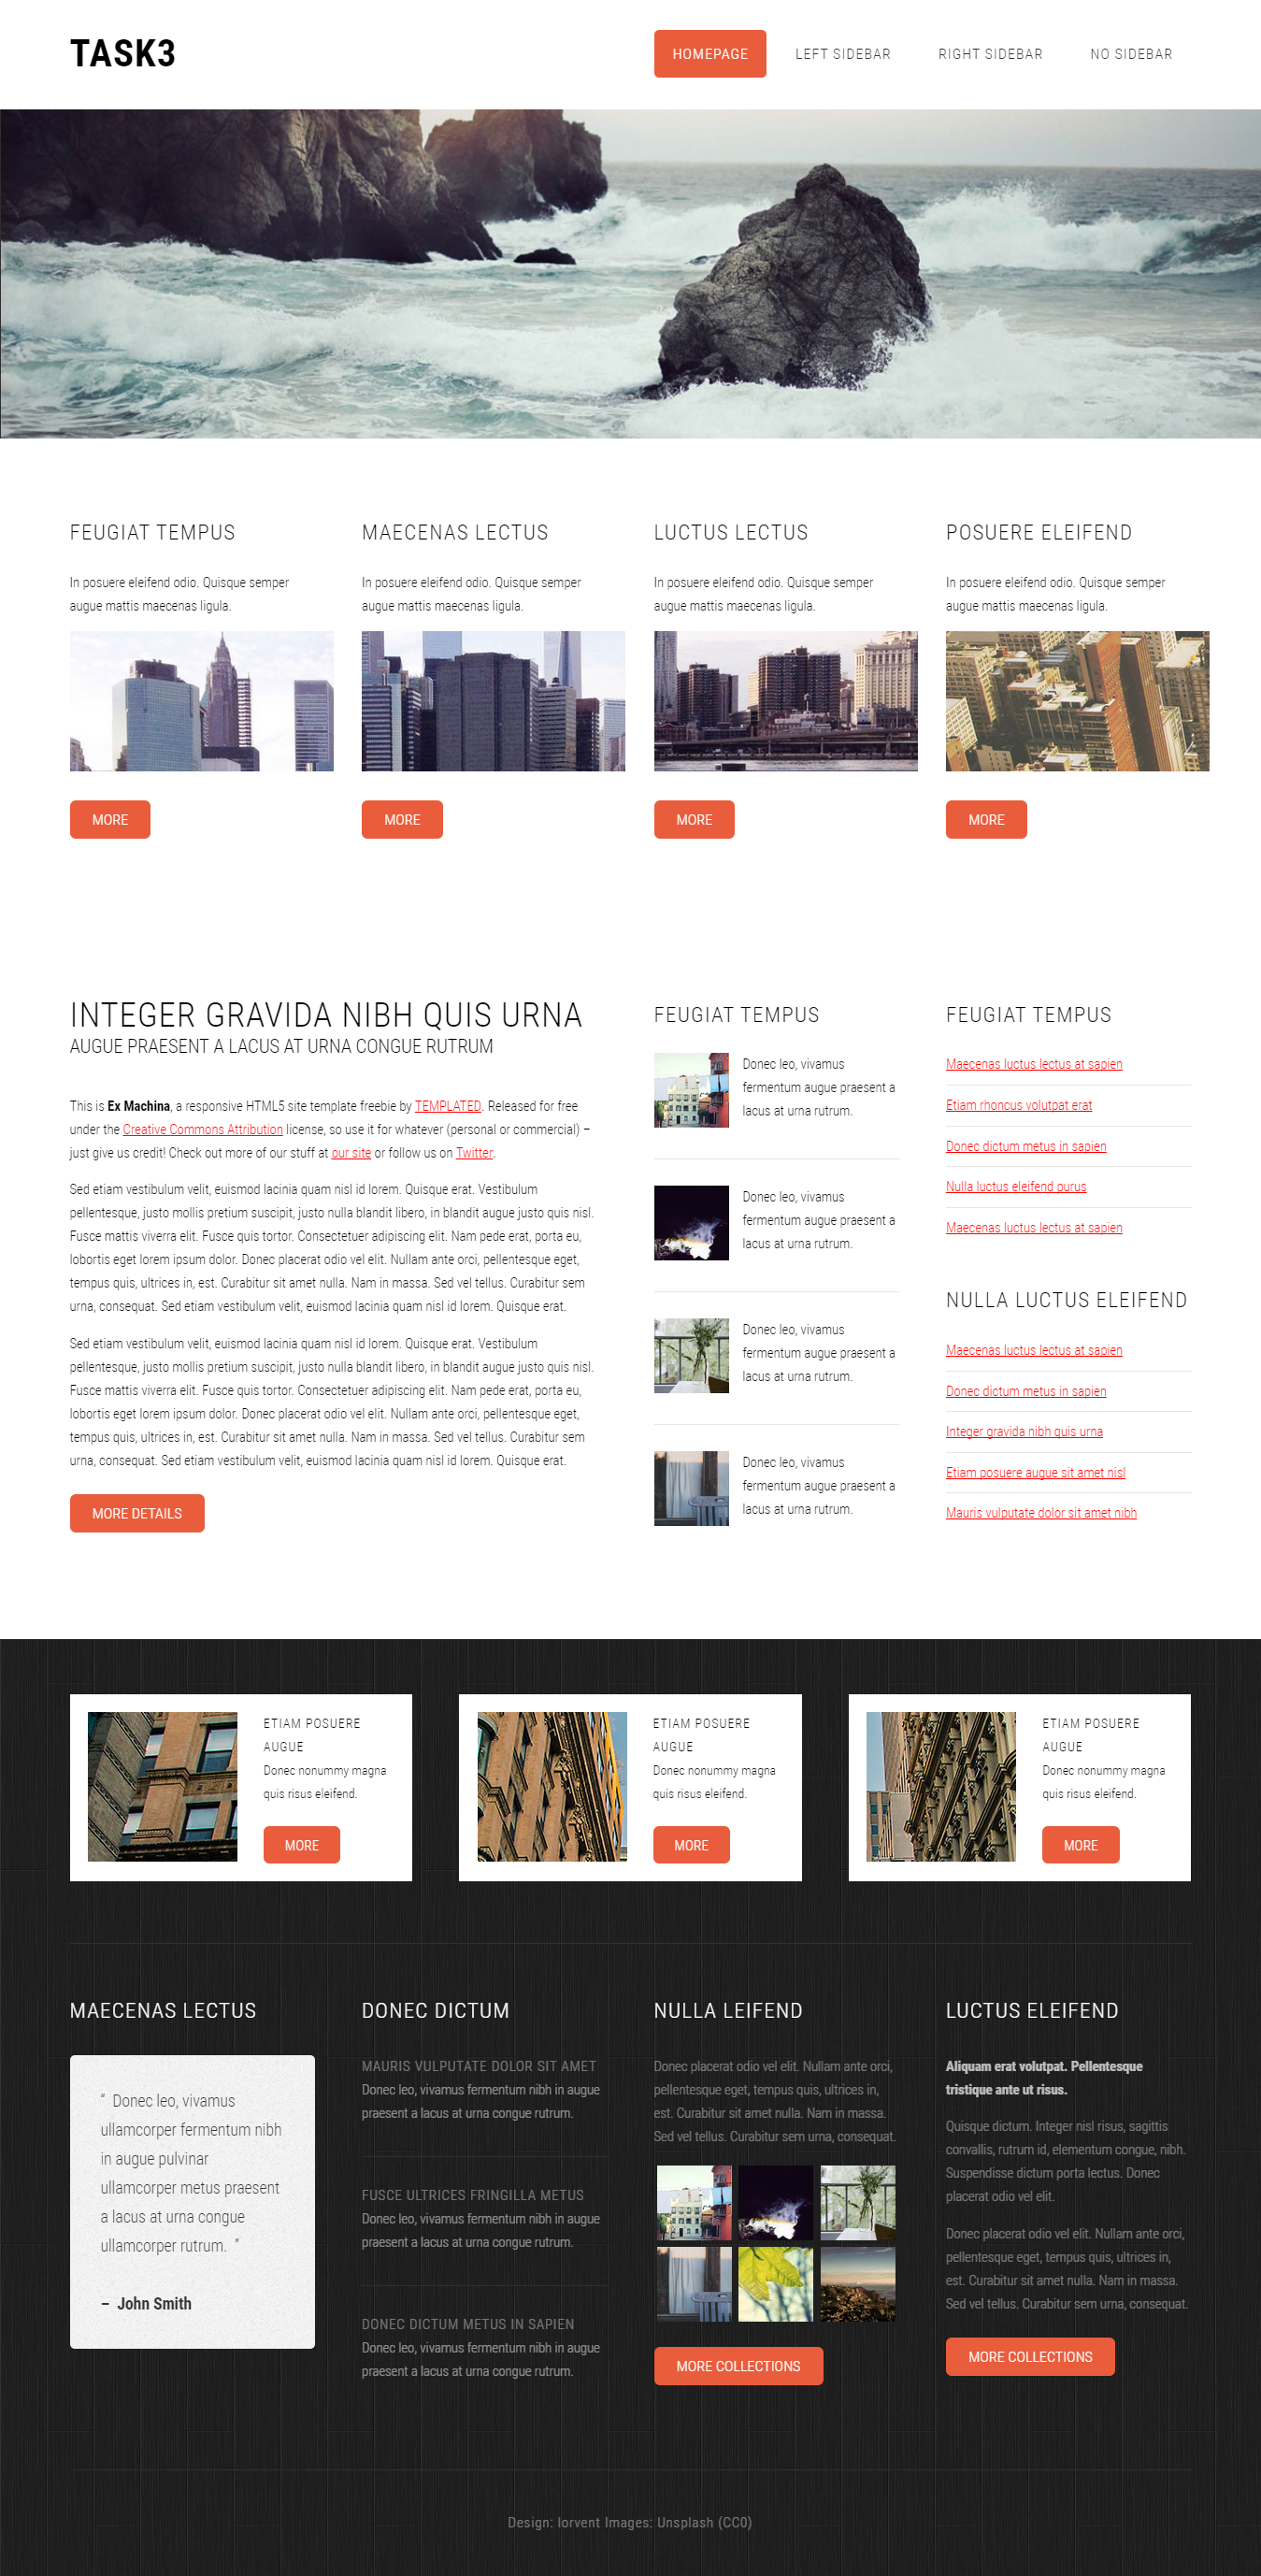 TASK3
HOMEPAGE
LEFT SIDEBAR
RIGHT SIDEBAR
NO SIDEBAR
FEUGIAT TEMPUS
In posuere eleifend odio. Quisque semper
augue mattis maecenas ligula.
MORE
MAECENAS LECTUS
In posuere eleifend odio. Quisque semper
augue mattis maecenas ligula.
MORE
LUCTUS LECTUS
In posuere eleifend odio. Quisque semper
augue mattis maecenas ligula.
MORE
POSUERE ELEIFEND
In posuere eleifend odio. Quisque semper
augue mattis maecenas ligula.
MORE
INTEGER GRAVIDA NIBH QUIS URNA
AUGUE PRAESENT A LACUS AT URNA CONGUE RUTRUM
This is Ex Machina, a responsive HTML5 site template freebie by TEMPLATED. Released for free
under the Creative Commons Attribution license, so use it for whatever (personal or commercial) –
just give us credit! Check out more of our stuff at our site or follow us on Twitter.
Sed etiam vestibulum velit, euismod lacinia quam nisl id lorem. Quisque erat. Vestibulum
pellentesque, justo mollis pretium suscipit, justo nulla blandit libero, in blandit augue justo quis nisl.
Fusce mattis viverra elit. Fusce quis tortor. Consectetuer adipiscing elit. Nam pede erat, porta eu,
lobortis eget lorem ipsum dolor. Donec placerat odio vel elit. Nullam ante orci, pellentesque eget,
tempus quis, ultrices in, est. Curabitur sit amet nulla. Nam in massa. Sed vel tellus. Curabitur sem
urna, consequat. Sed etiam vestibulum velit, euismod lacinia quam nisl id lorem. Quisque erat.
Sed etiam vestibulum velit, euismod lacinia quam nisl id lorem. Quisque erat. Vestibulum
pellentesque, justo mollis pretium suscipit, justo nulla blandit libero, in blandit augue justo quis nisl.
Fusce mattis viverra elit. Fusce quis tortor. Consectetuer adipiscing elit. Nam pede erat, porta eu,
lobortis eget lorem ipsum dolor. Donec placerat odio vel elit. Nullam ante orci, pellentesque eget,
tempus quis, ultrices in, est. Curabitur sit amet nulla. Nam in massa. Sed vel tellus. Curabitur sem
urna, consequat. Sed etiam vestibulum velit, euismod lacinia quam nisl id lorem. Quisque erat.
MORE DETAILS
FEUGIAT TEMPUS
Donec leo, vivamus
fermentum augue praesent a
lacus at urna rutrum.
Donec leo, vivamus
fermentum augue praesent a
lacus at urna rutrum.
Donec leo, vivamus
fermentum augue praesent a
lacus at urna rutrum.
Donec leo, vivamus
fermentum augue praesent a
lacus at urna rutrum.
FEUGIAT TEMPUS
Maecenas luctus lectus at sapien
Etiam rhoncus volutpat erat
Donec dictum metus in sapien
Nulla luctus eleifend purus
Maecenas luctus lectus at sapien
NULLA LUCTUS ELEIFEND
Maecenas luctus lectus at sapien
Donec dictum metus in sapien
Integer gravida nibh quis urna
Etiam posuere augue sit amet nisl
Mauris vulputate dolor sit amet nibh
ETIAM POSUERE
AUGUE
Donec nonummy magna
quis risus eleifend.
MORE
ETIAM POSUERE
AUGUE
Donec nonummy magna
quis risus eleifend.
MORE
ETIAM POSUERE
AUGUE
Donec nonummy magna
quis risus eleifend.
MORE
MAECENAS LECTUS
“ Donec leo, vivamus
ullamcorper fermentum nibh
in augue pulvinar
ullamcorper metus praesent
a lacus at urna congue
ullamcorper rutrum. ”
– John Smith
DONEC DICTUM
MAURIS VULPUTATE DOLOR SIT AMET
Donec leo, vivamus fermentum nibh in augue
praesent a lacus at urna congue rutrum.
FUSCE ULTRICES FRINGILLA METUS
Donec leo, vivamus fermentum nibh in augue
praesent a lacus at urna congue rutrum.
DONEC DICTUM METUS IN SAPIEN
Donec leo, vivamus fermentum nibh in augue
praesent a lacus at urna congue rutrum.
NULLA LEIFEND
Donec placerat odio vel elit. Nullam ante orci,
pellentesque eget, tempus quis, ultrices in,
est. Curabitur sit amet nulla. Nam in massa.
Sed vel tellus. Curabitur sem urna, consequat.
MORE COLLECTIONS
LUCTUS ELEIFEND
Aliquam erat volutpat. Pellentesque
tristique ante ut risus.
Quisque dictum. Integer nisl risus, sagittis
convallis, rutrum id, elementum congue, nibh.
Suspendisse dictum porta lectus. Donec
placerat odio vel elit.
Donec placerat odio vel elit. Nullam ante orci,
pellentesque eget, tempus quis, ultrices in,
est. Curabitur sit amet nulla. Nam in massa.
Sed vel tellus. Curabitur sem urna, consequat.
MORE COLLECTIONS
Design: lorvent Images: Unsplash (CC0)